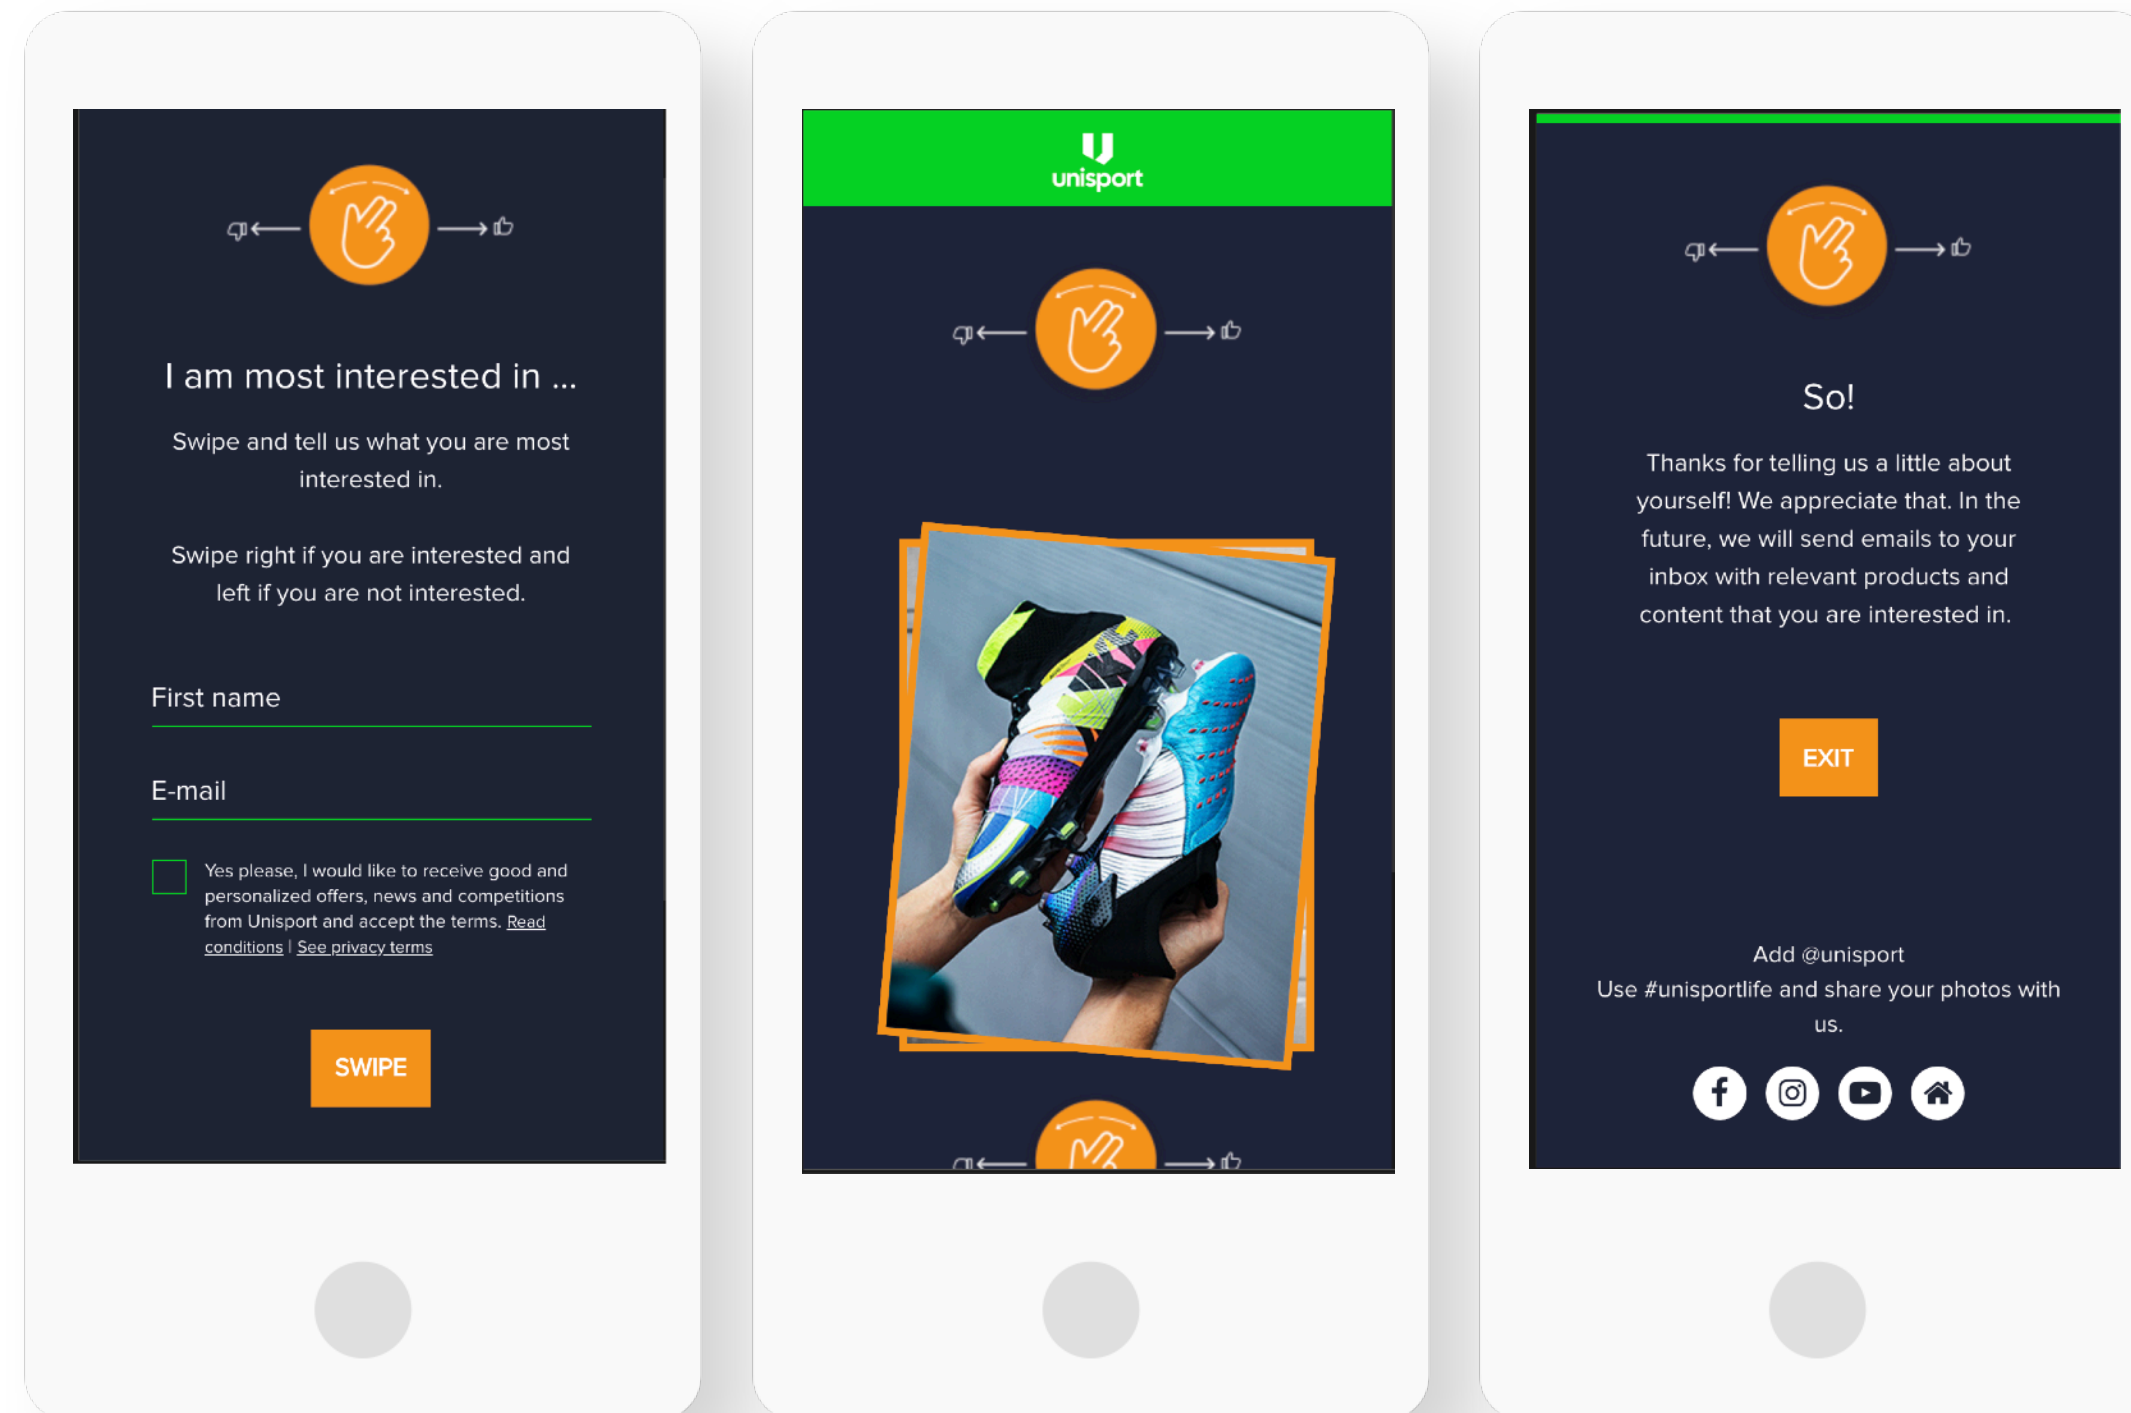 I am most interested in ...
Swipe and tell us what you are most
interested in.
Swipe right if you are interested and
left if you are not interested.
First name
E-mail
Yes please, I would like to receive good and
personalized offers, news and competitions
from Unisport and accept the terms. Read
conditions | See privacy terms
SWIPE
unisport
So!
Thanks for telling us a little about
yourself! We appreciate that. In the
future, we will send emails to your
inbox with relevant products and
content that you are interested in.
EXIT
Add @unisport
Use #unisportlife and share your photos with
us.